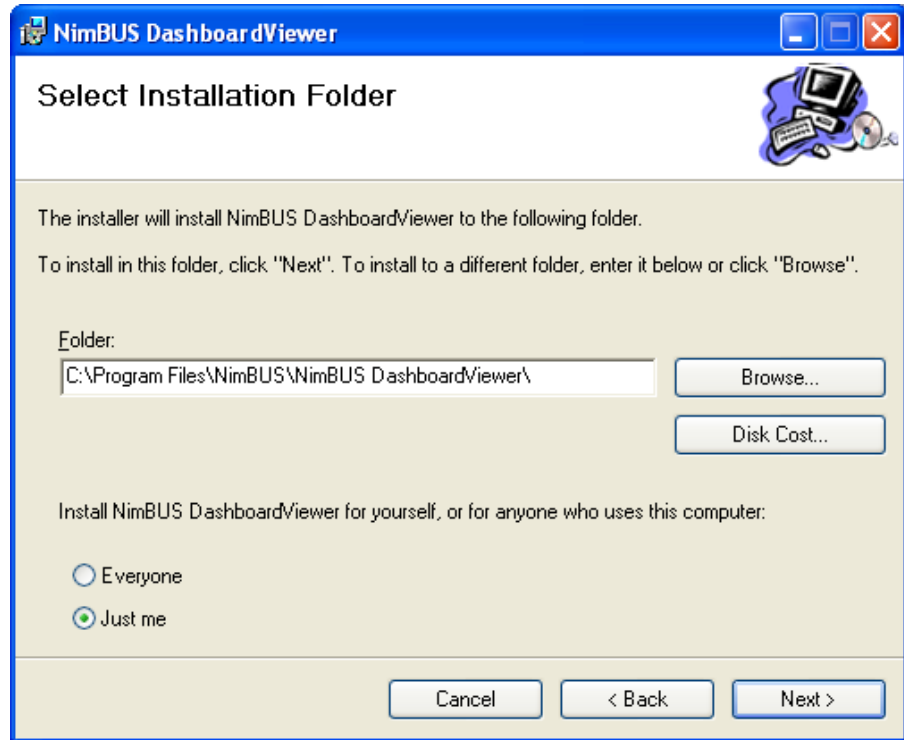 NimBUS DashboardViewer
Select Installation Folder
The installer will install NimBUS DashboardViewer to the following folder.
To install in this folder, click "Next". To install to a different folder, enter it below or click "Browse".
Folder:
C:\Program Files\NimBUS\NimBUS DashboardViewer\
Browse...
Disk Cost...
Install NimBUS DashboardViewer for yourself, or for anyone who uses this computer:
Everyone
Just me
Cancel
< Back
Next >